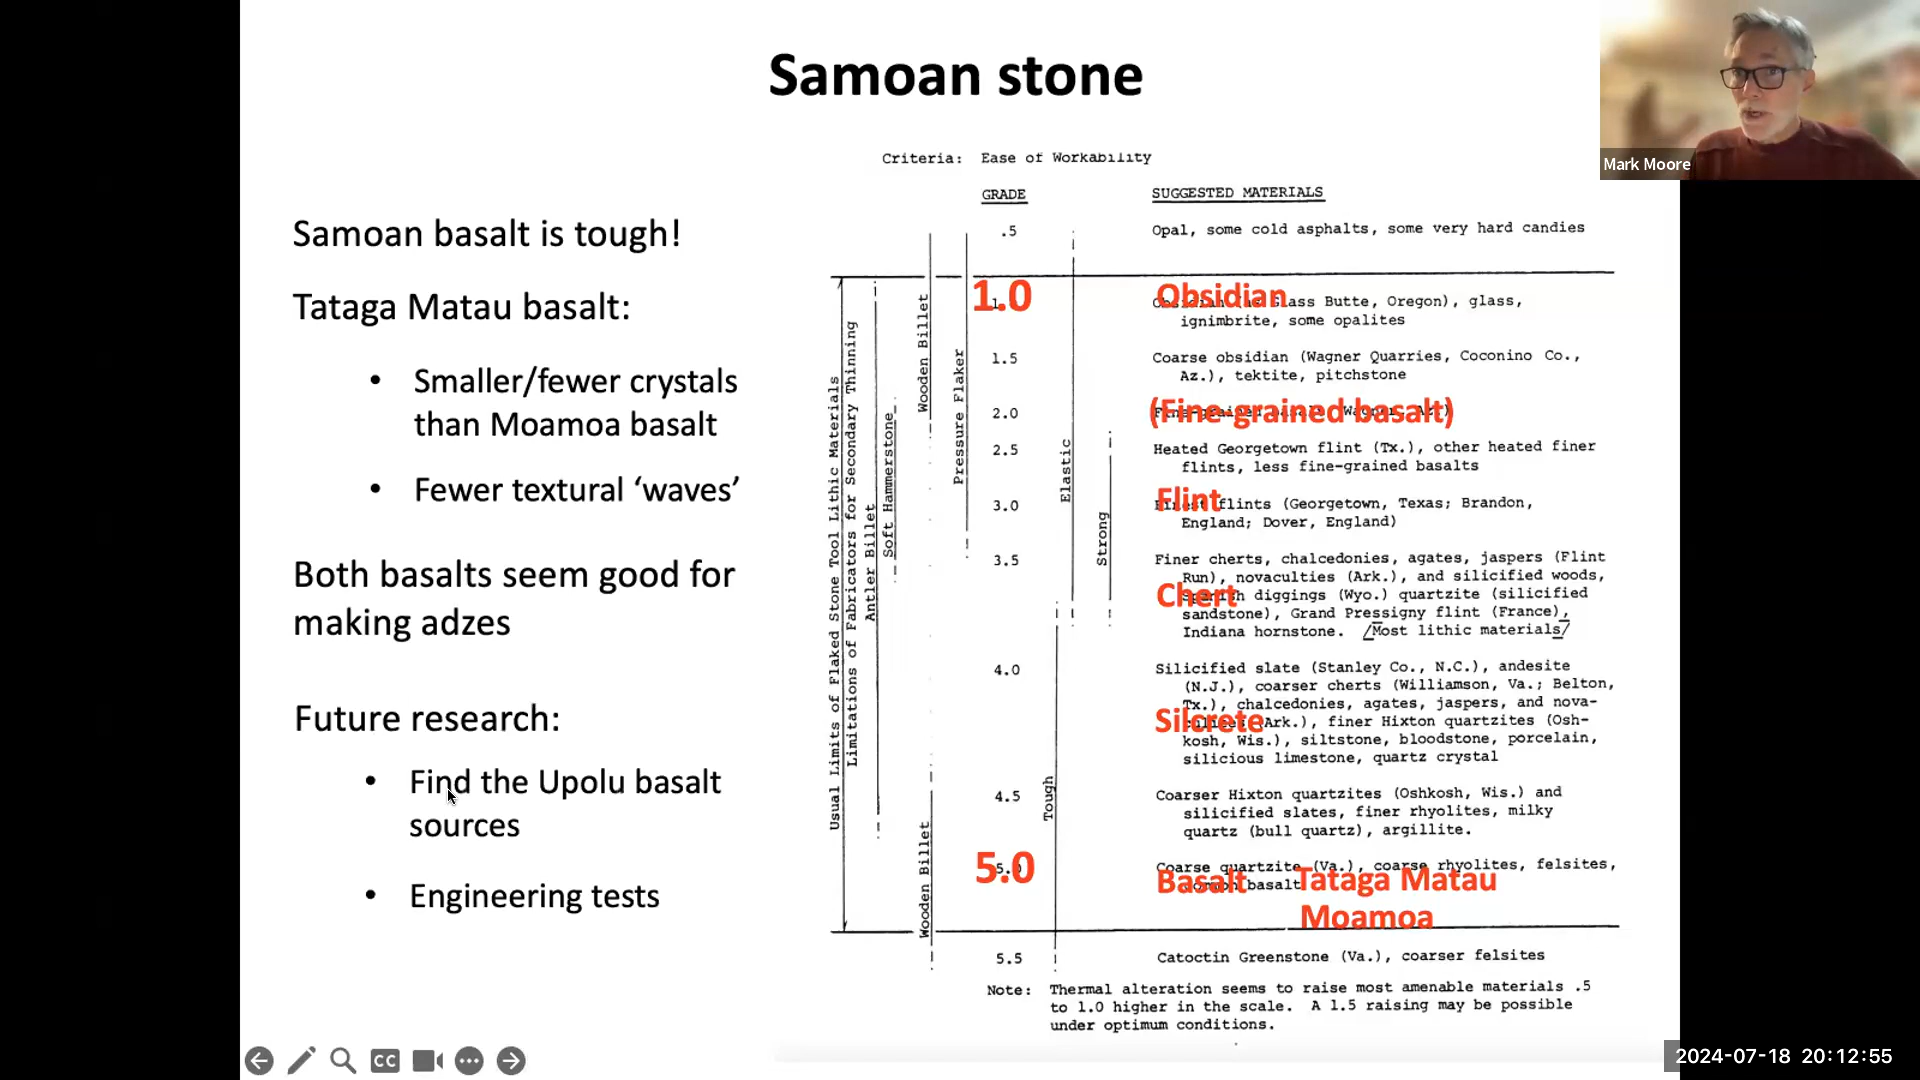 Samoan stone
Mark Moore
Samoan basalt is tough!
Tataga Matau basalt:
• Smaller/fewer crystals
than Moamoa basalt
• Fewer textural ‘waves’
Both basalts seem good for
making adzes
Future research:
• Find the Upolu basalt
sources
• Engineering tests
Criteria: Ease of Workability
GRADE
SUGGESTED MATERIALS
.5
Opal, some cold asphalts, some very hard candies
1.0
Obsidian
Glass Butte, Oregon), glass,
ignimbrite, some opalites
1.5
Coarse obsidian (Wagner Quarries, Coconino Co.,
Az.), tektite, pitchstone
2.0
(Fine-grained basalt)
2.5
Heated Georgetown flint (Tx.), other heated finer
flints, less fine-grained basalts
3.0
Flint
flints (Georgetown, Texas; Brandon,
England; Dover, England)
3.5
Finer cherts, chalcedonies, agates, jaspers (Flint
Run), novaculties (Ark.), and silicified woods,
Chert
diggings (Wyo.) quartzite (silicified
sandstone), Grand Pressigny flint (France),
Indiana hornstone. /Most lithic materials/
4.0
Silicified slate (Stanley Co., N.C.), andesite
(N.J.), coarser cherts (Williamson, Va.; Belton,
Tx.), chalcedonies, agates, jaspers, and nova-
Silcrete
(Ark.), finer Hixton quartzites (Osh-
kosh, Wis.), siltstone, bloodstone, porcelain,
silicious limestone, quartz crystal
4.5
Coarser Hixton quartzites (Oshkosh, Wis.) and
silicified slates, finer rhyolites, milky
quartz (bull quartz), argillite.
5.0
Coarse quartzite (Va.), coarse rhyolites, felsites,
basalt
Basalt
Tataga Matau
Moamoa
5.5
Catoctin Greenstone (Va.), coarser felsites
Note: Thermal alteration seems to raise most amenable materials .5
to 1.0 higher in the scale. A 1.5 raising may be possible
under optimum conditions.
Usual Limits of Flaked Stone Tool Lithic Materials
Limitations of Fabricators for Secondary Thinning
Antler Billet
Soft Hammerstone
Wooden Billet
Wooden Billet
Pressure Flaker
Elastic
Strong
Tough
CC
2024-07-18 20:12:55